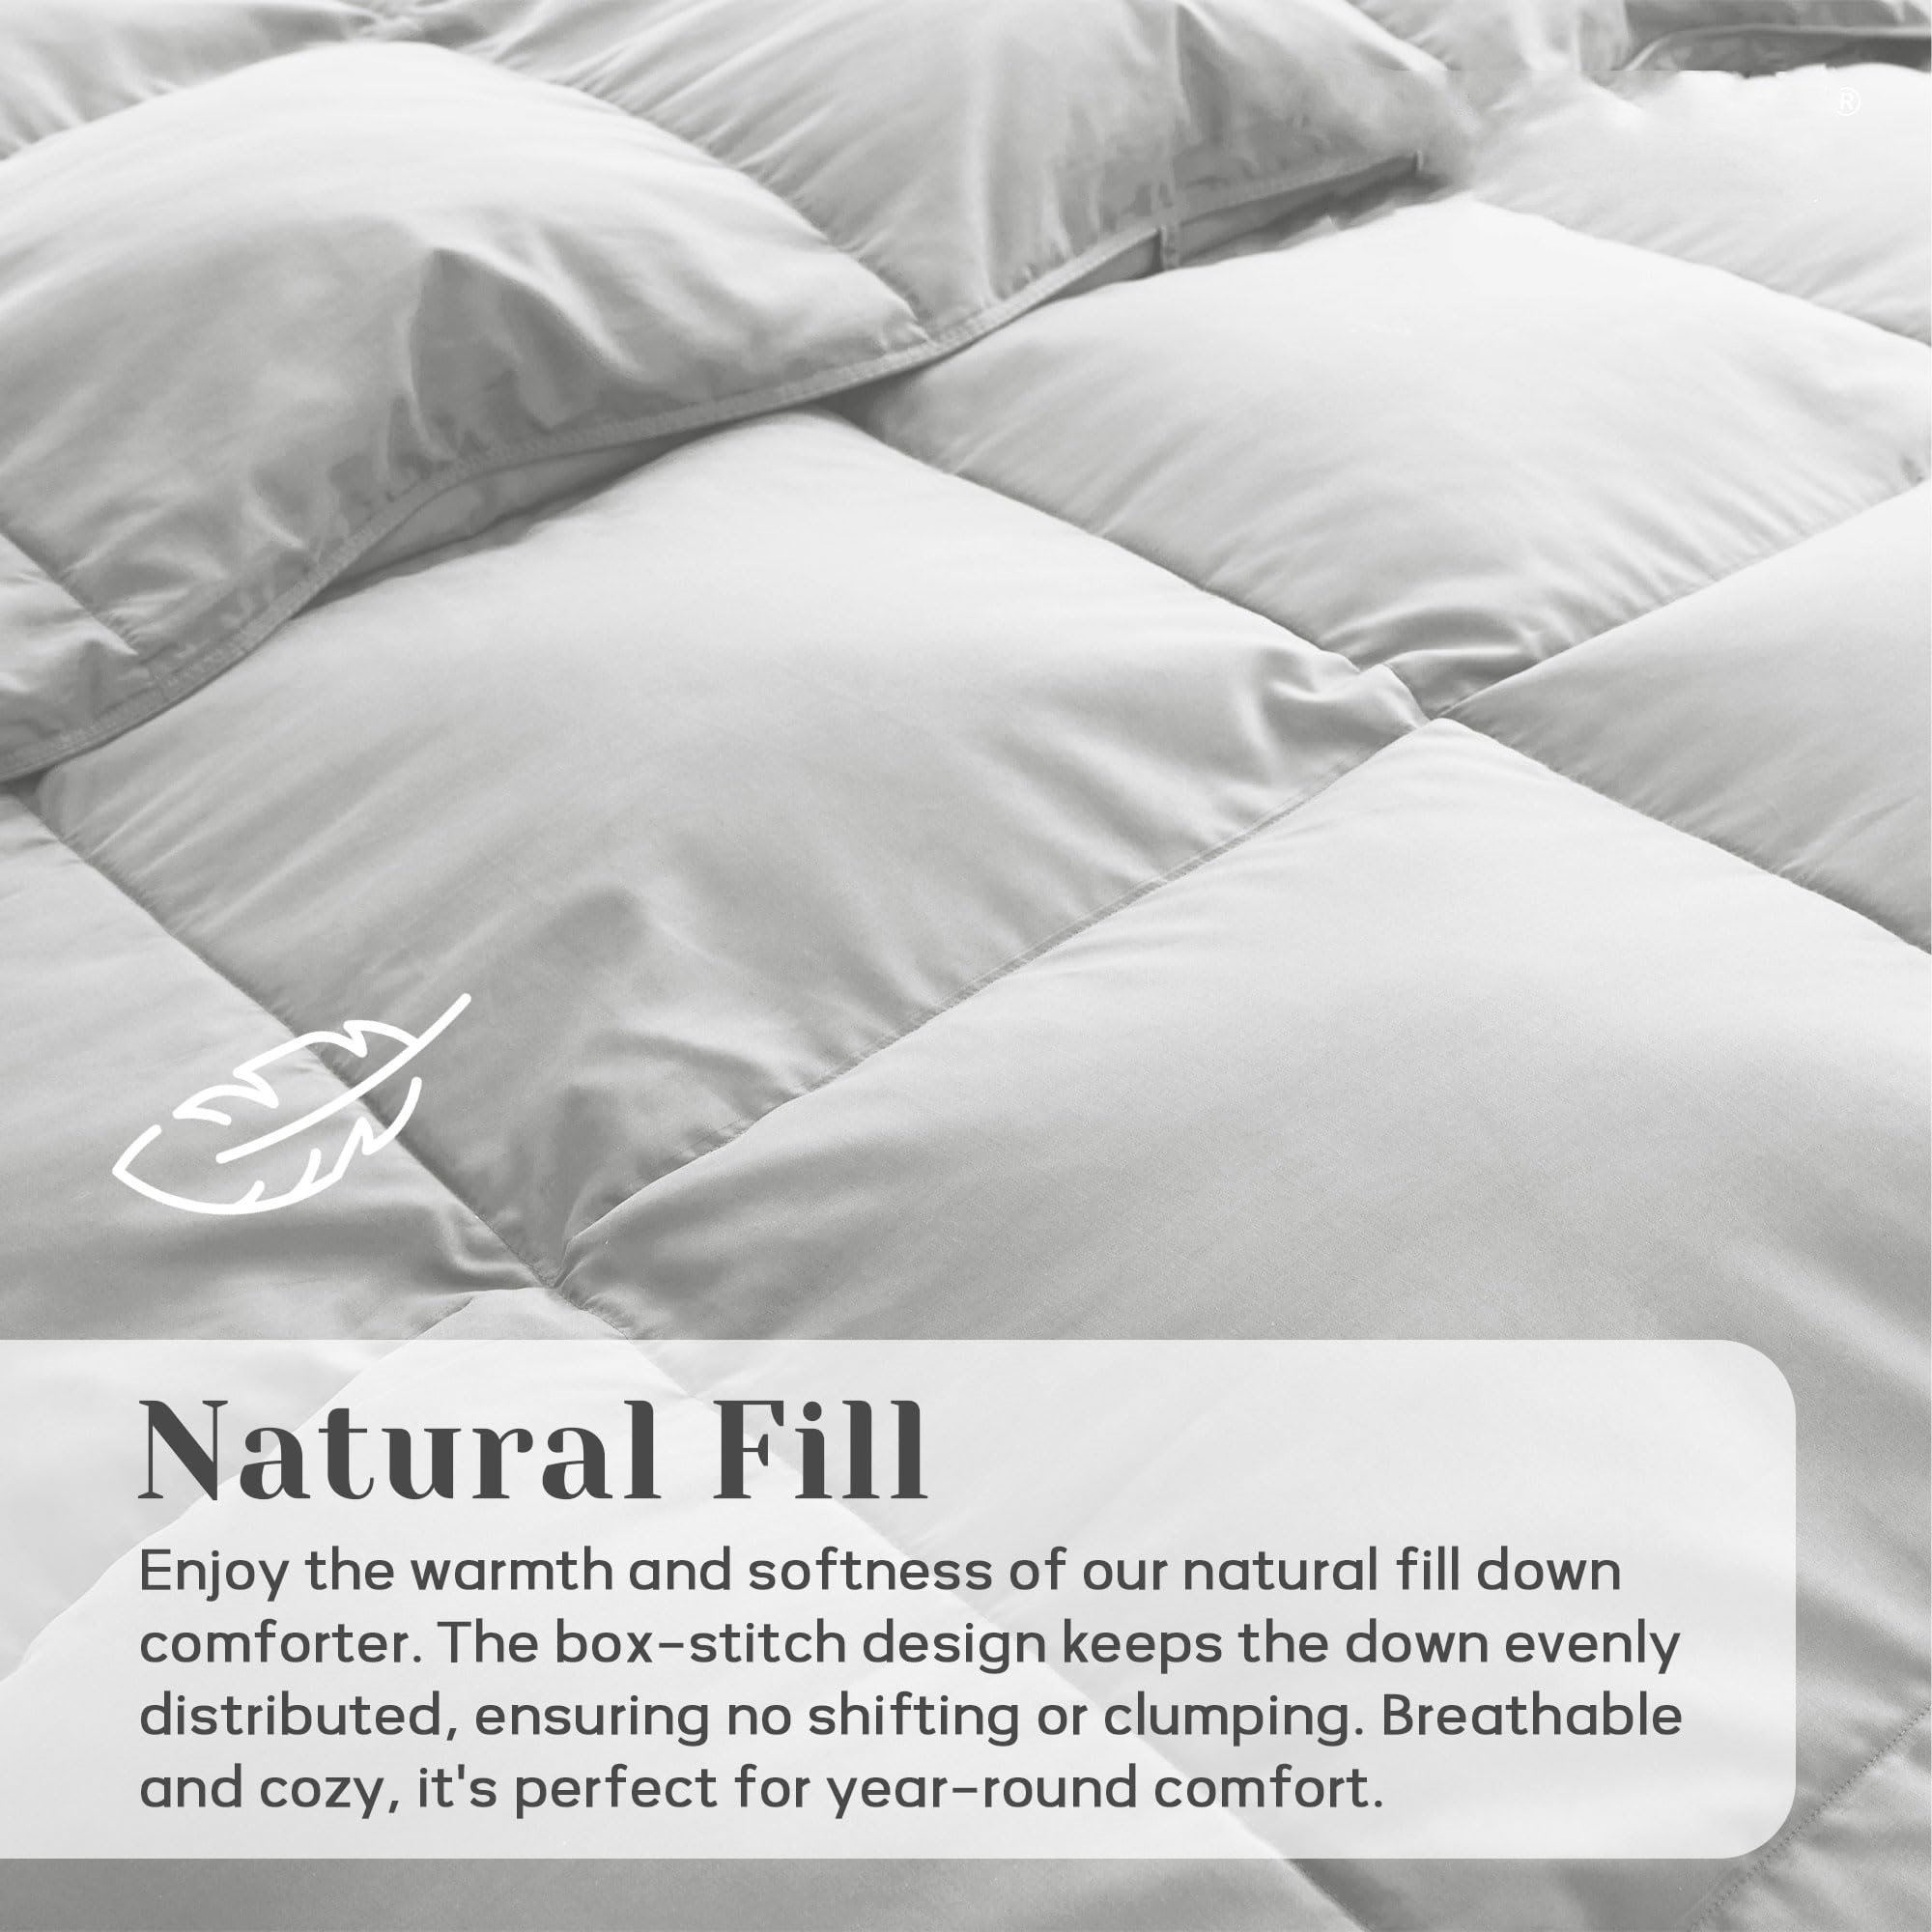 ®
Natural Fill
Enjoy the warmth and softness of our natural fill down
comforter. The box-stitch design keeps the down evenly
distributed, ensuring no shifting or clumping. Breathable
and cozy, it's perfect for year-round comfort.